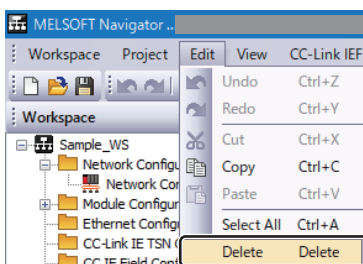 MELSOFT Navigator ..
Workspace Project Edit View CC-Link IEF
Undo Ctrl+Z
Redo Ctrl+Y
Workspace
Cut Ctrl+X
Sample_WS
Copy Ctrl+C
Network Configu
Network Cor
Paste Ctrl+V
Module Configur
Ethernet Config
Select All Ctrl+A
CC-Link IE TSN
Delete Delete
CC IE Field Conf